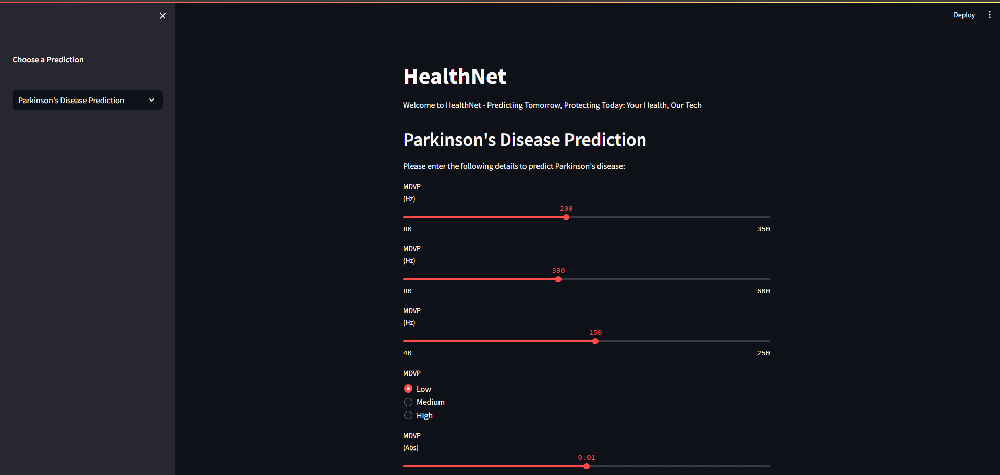 Deploy
Choose a Prediction
Parkinson's Disease Prediction
HealthNet
Welcome to HealthNet - Predicting Tomorrow, Protecting Today: Your Health, Our Tech
Parkinson's Disease Prediction
Please enter the following details to predict Parkinson's disease:
MDVP
(Hz)
200
80 350
MDVP
(Hz)
300
80 600
MDVP
(Hz)
150
40 250
MDVP
Low
Medium
High
MDVP
(Abs)
0.01